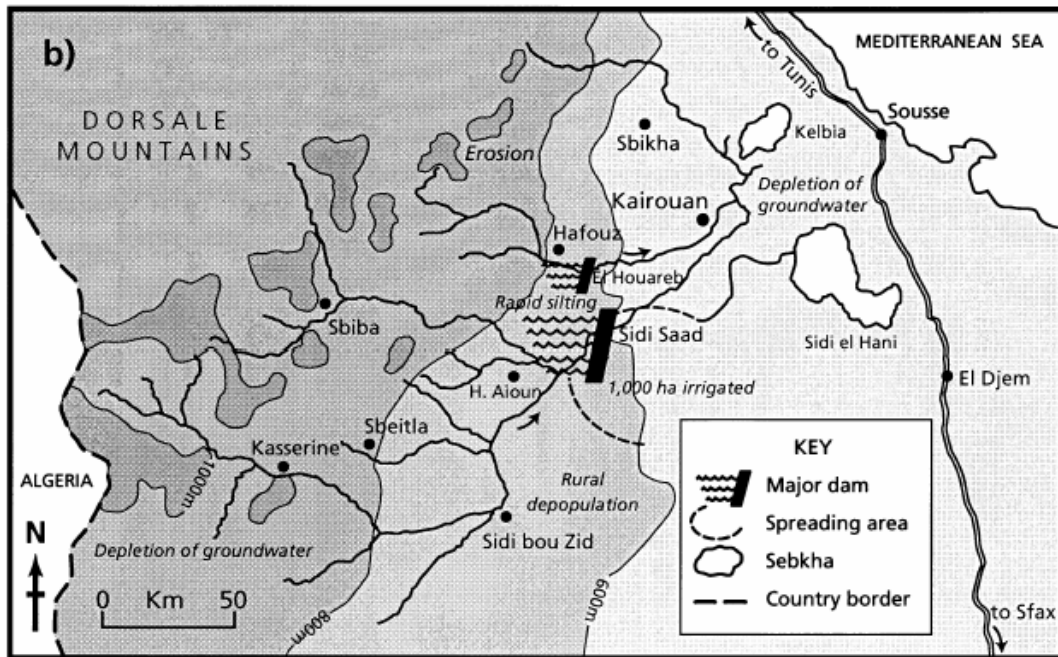 b)
MEDITERRANEAN SEA
to Tunis
DORSALE
MOUNTAINS
Sousse
Kelbia
Erosion
Sbikha
Depletion of
groundwater
Kairouan
Hafouz
El Houareb
Rapid silting
Sbiba
Sidi Saad
Sidi el Hani
H. Aioun
1,000 ha irrigated
El Djem
Sbeitla
Kasserine
ALGERIA
1000m
Rural
depopulation
Sidi bou Zid
N
Depletion of groundwater
0 Km 50
800m
600m
KEY
Major dam
Spreading area
Sebkha
Country border
to Sfax